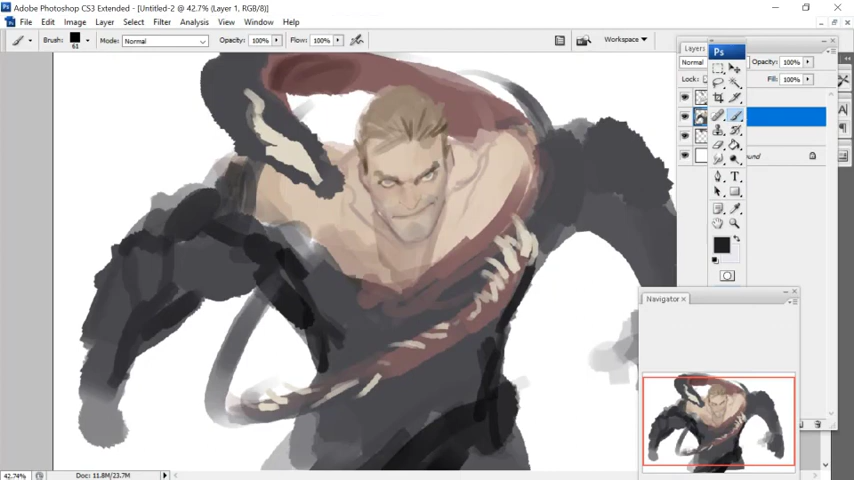 Adobe Photoshop CS3 Extended - [Untitled-2 @ 42.7% (Layer 1, RGB/8)]
File Edit Image Layer Select Filter Analysis View Window Help
Brush: 61 Mode: Normal Opacity: 100% Flow: 100% Workspace
Layers
Ps
Normal Opacity: 100%
Lock: Fill: 100%
ound
T
Navigator
42.74% Doc: 11.8M/23.7M